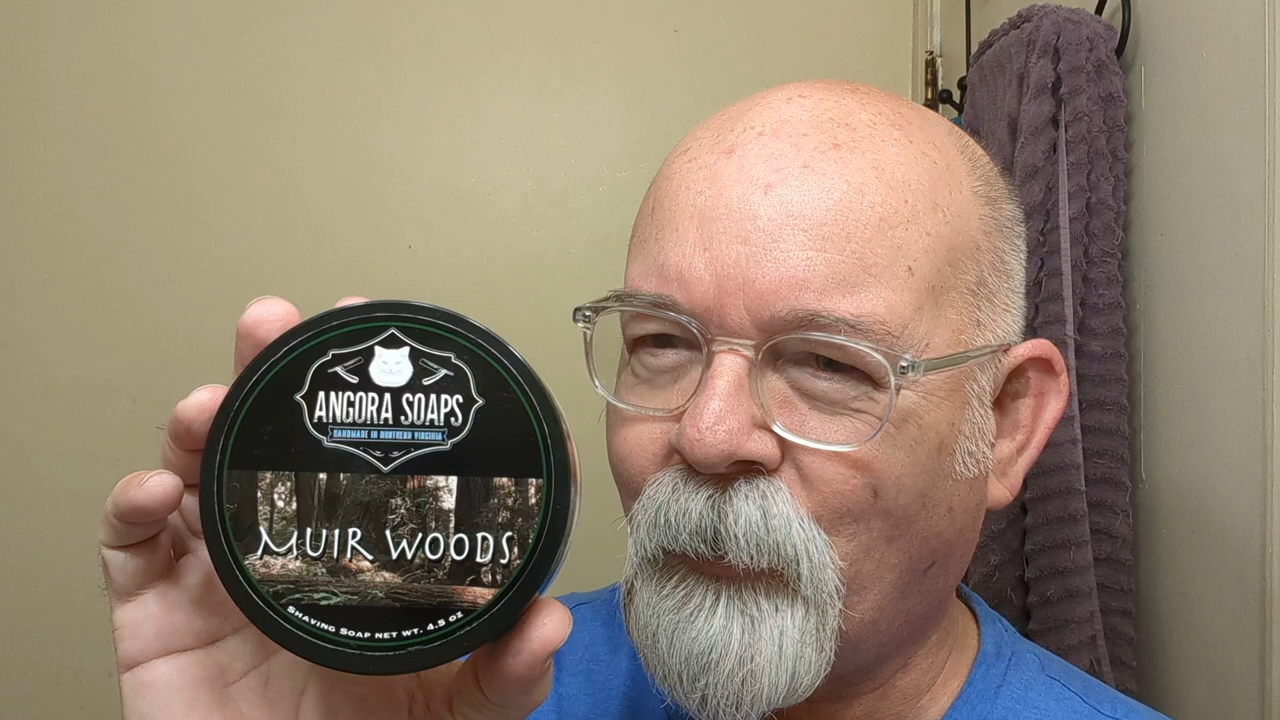 ANGORA SOAPS
HANDMADE IN NORTHERN VIRGINIA
MUIR WOODS
SHAVING SOAP NET WT. 4.5 OZ